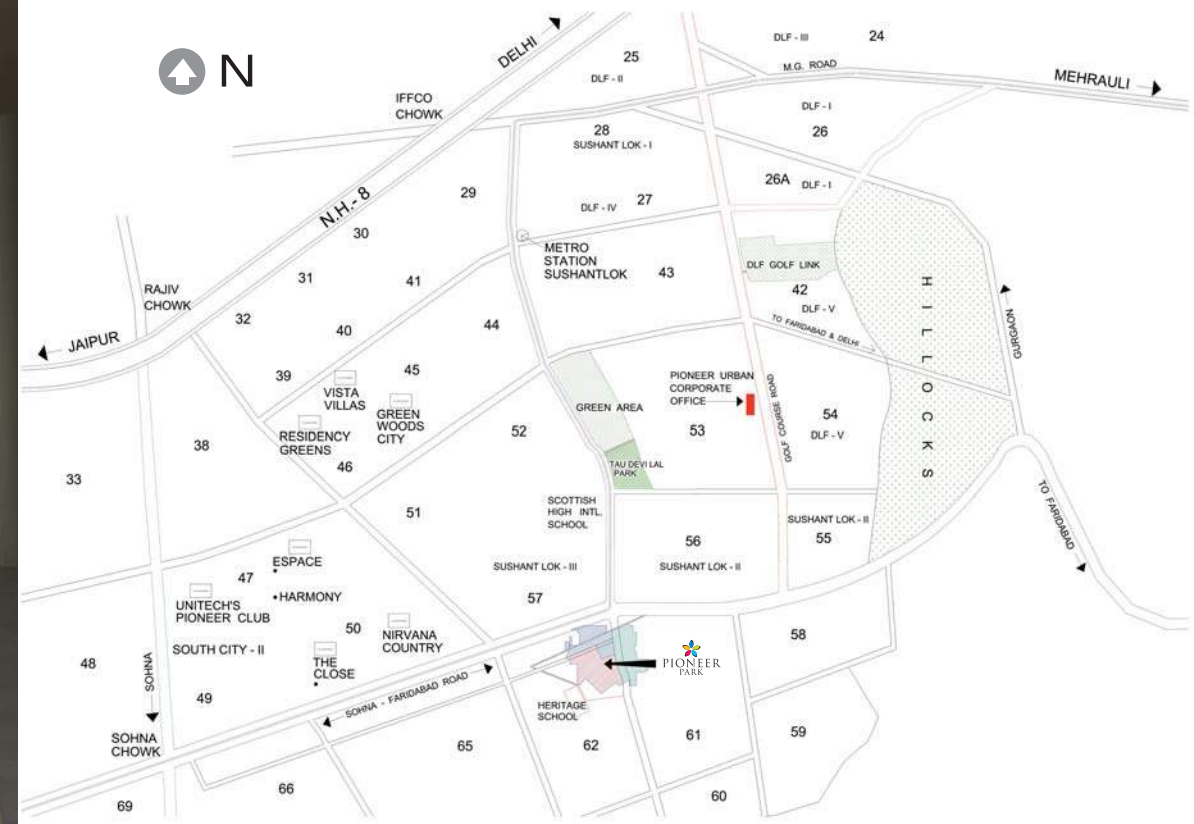 N
DELHI
25
DLF - II
DLF - III
24
M.G. ROAD
MEHRAULI
IFFCO
CHOWK
28
SUSHANT LOK - I
DLF - I
26
29
26A
DLF - I
DLF - IV
27
N.H.- 8
30
METRO
STATION
SUSHANTLOK
43
DLF GOLF LINK
31
41
42
DLF - V
HILLOCKS
RAJIV
CHOWK
32
40
44
TO FARIDABAD & DELHI
GURGAON
JAIPUR
39
45
VISTA
VILLAS
GREEN
WOODS
CITY
PIONEER URBAN
CORPORATE
OFFICE
GREEN AREA
GOLF COURSE ROAD
54
DLF - V
38
RESIDENCY
GREENS
46
52
53
33
TAU DEVI LAL
PARK
51
SCOTTISH
HIGH INTL.
SCHOOL
SUSHANT LOK - II
55
56
SUSHANT LOK - II
TO FARIDABAD
ESPACE
47
HARMONY
UNITECH'S
PIONEER CLUB
SUSHANT LOK - III
57
50
NIRVANA
COUNTRY
SOUTH CITY - II
THE
CLOSE
58
48
SOHNA
49
PIONEER
PARK
SOHNA - FARIDABAD ROAD
HERITAGE
SCHOOL
SOHNA
CHOWK
65
62
61
59
66
60
69